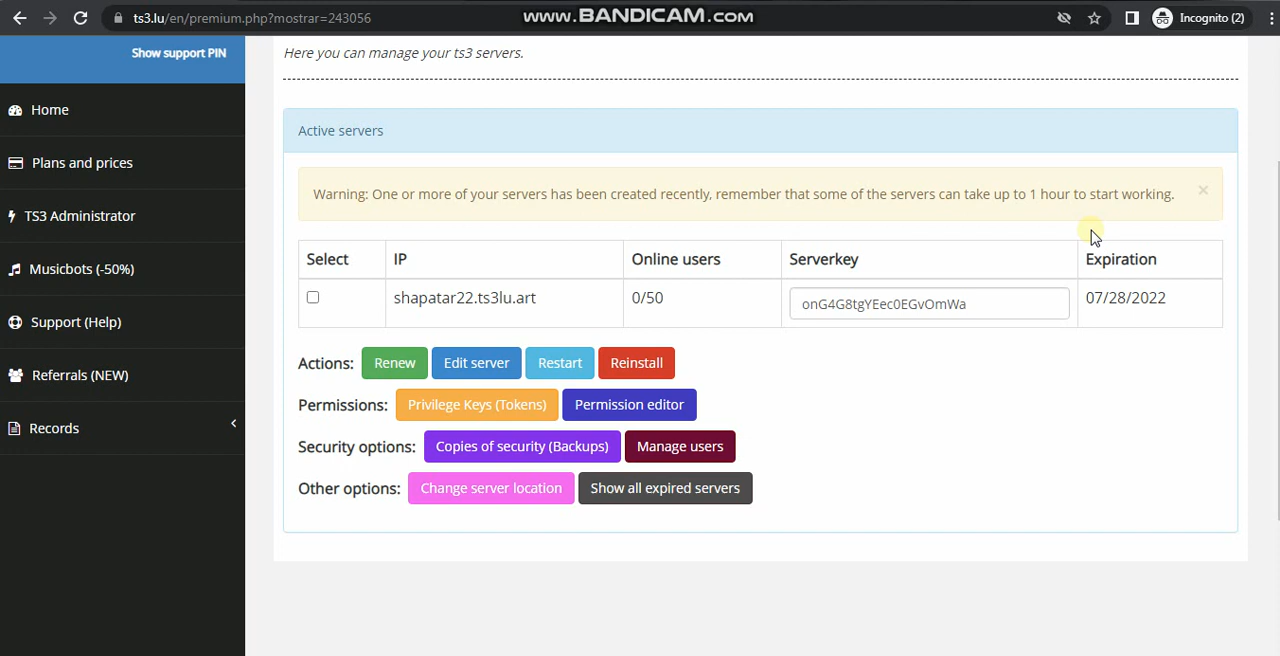 ts3.lu/en/premium.php?mostrar=243056
www.BANDICAM.com
Incognito (2)
Show support PIN
Home
Plans and prices
TS3 Administrator
Musicbots (-50%)
Support (Help)
Referrals (NEW)
Records
Here you can manage your ts3 servers.
Active servers
Warning: One or more of your servers has been created recently, remember that some of the servers can take up to 1 hour to start working.
×
Select IP Online users Serverkey Expiration
shapatar22.ts3lu.art 0/50 onG4G8tgYEec0EGvOmWa 07/28/2022
Actions: Renew Edit server Restart Reinstall
Permissions: Privilege Keys (Tokens) Permission editor
Security options: Copies of security (Backups) Manage users
Other options: Change server location Show all expired servers